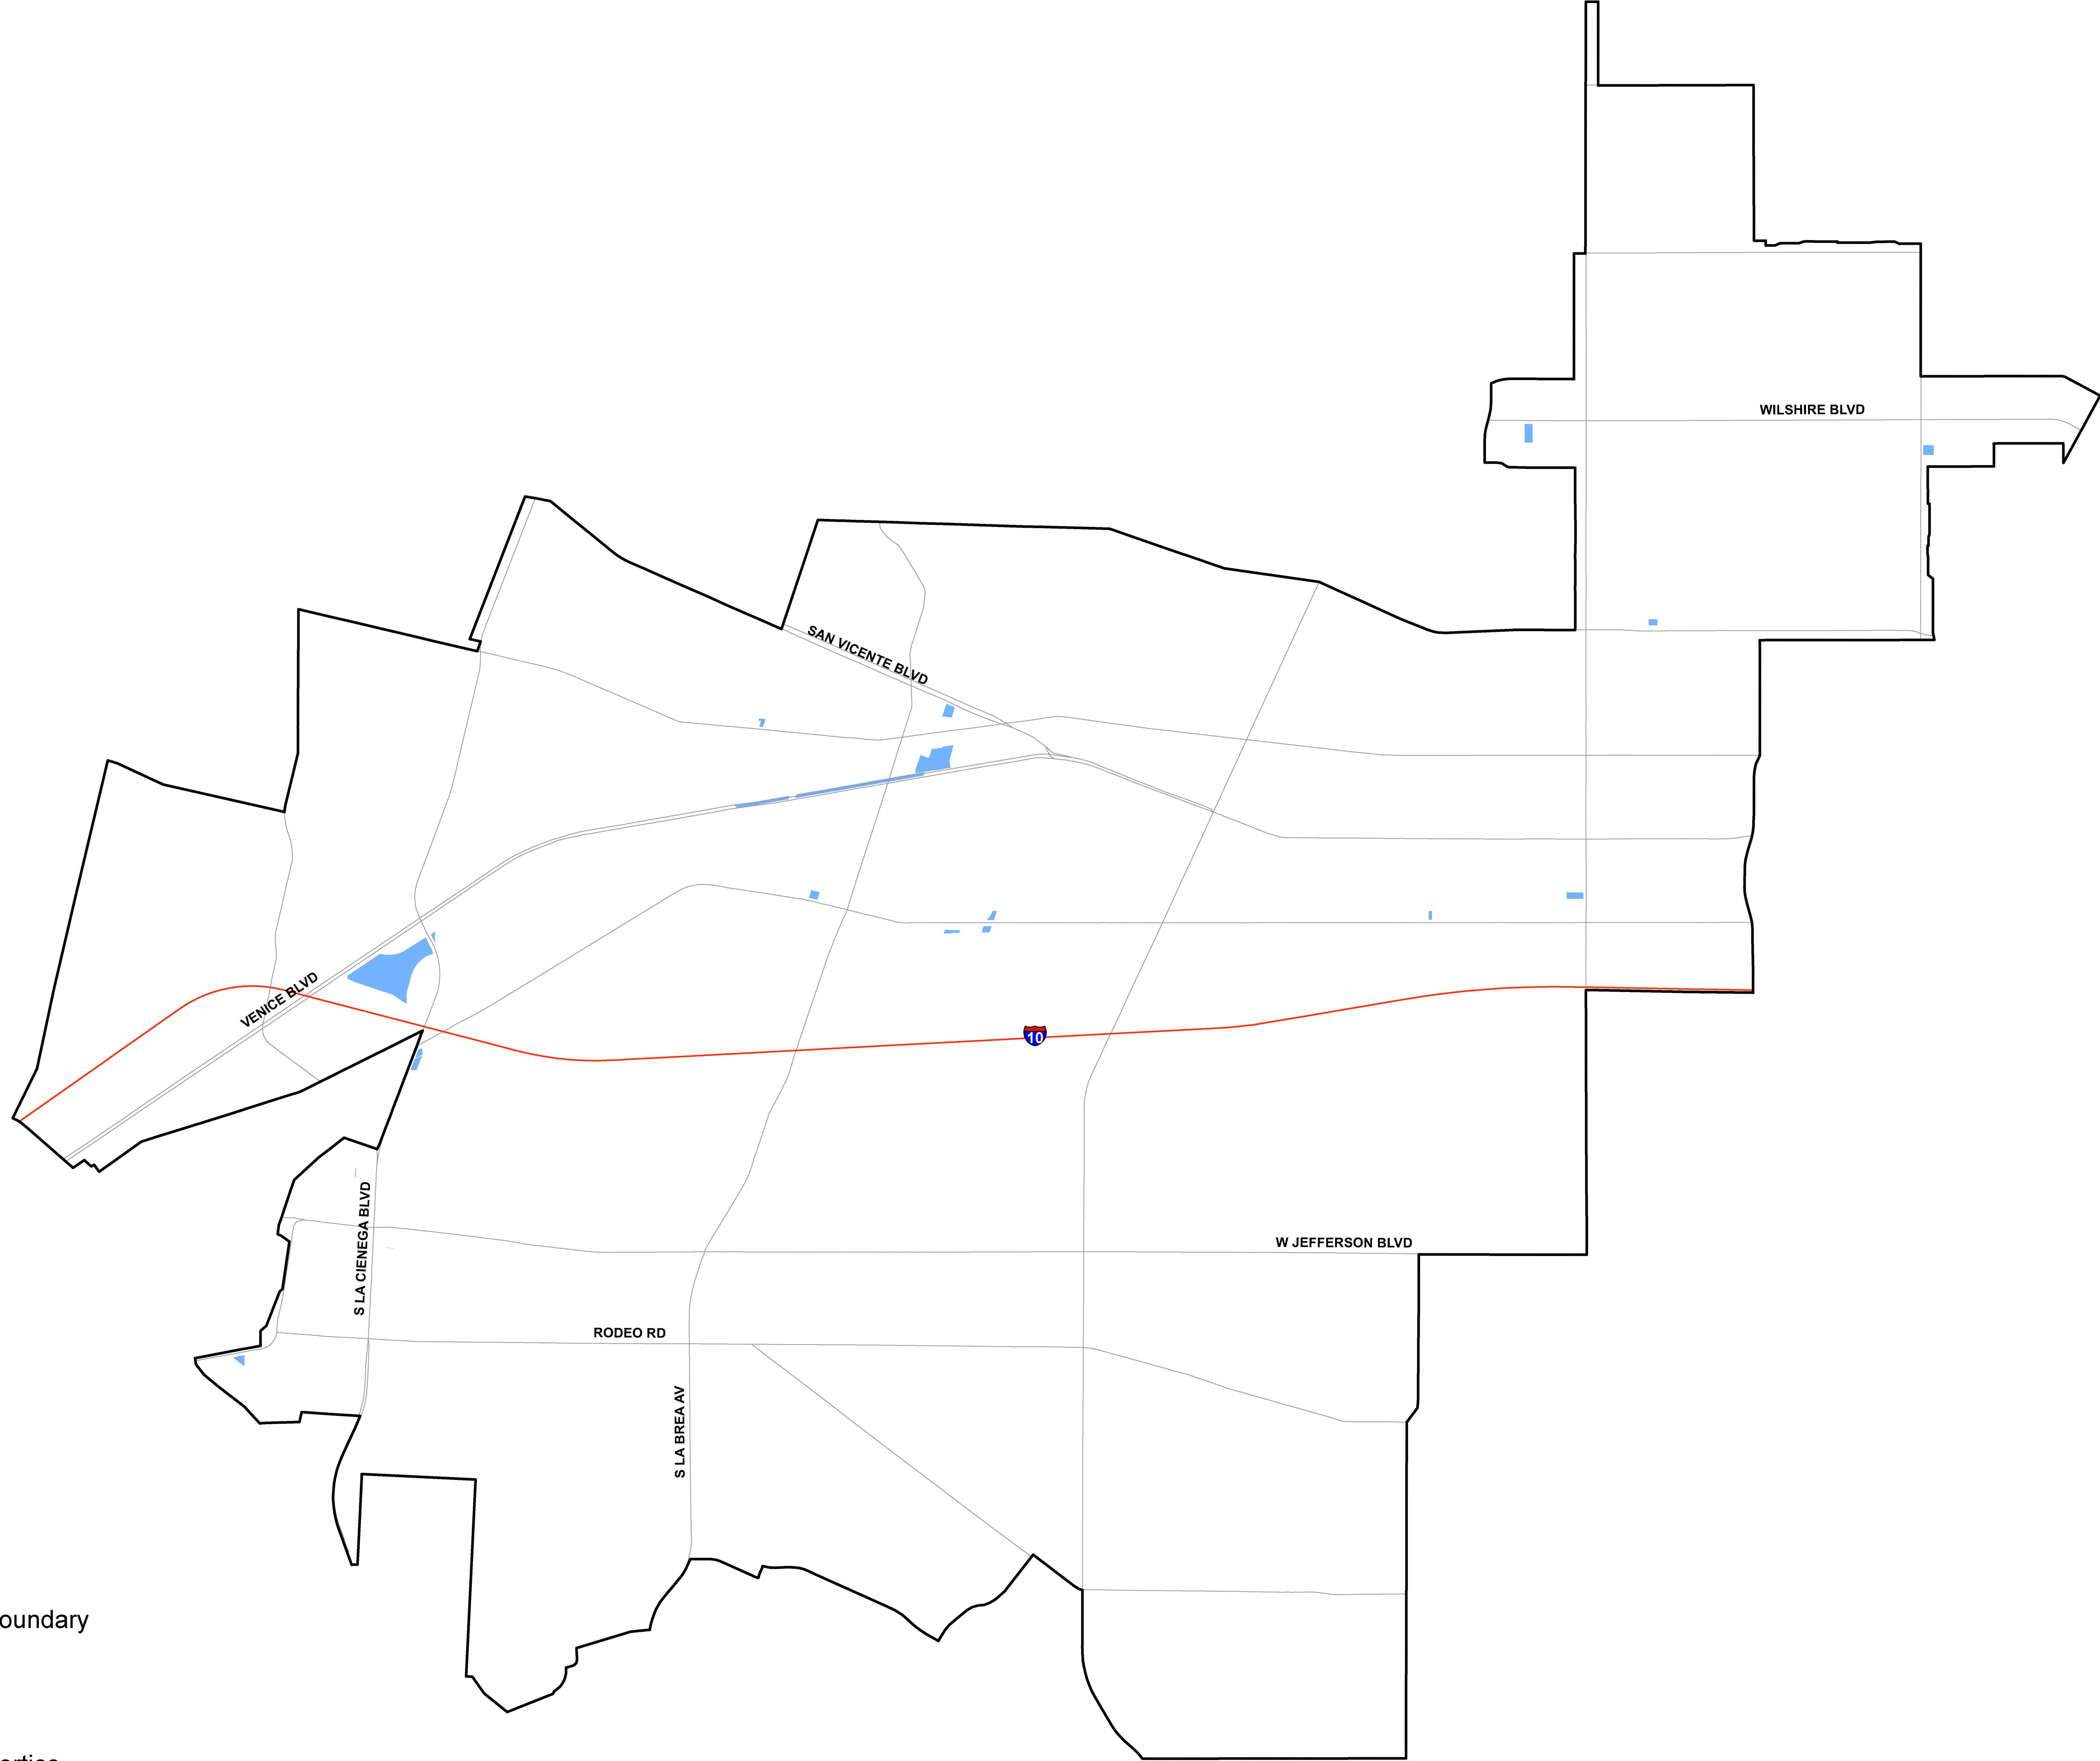 WILSHIRE BLVD
SAN VICENTE BLVD
VENICE BLVD
10
S LA CIENEGA BLVD
W JEFFERSON BLVD
RODEO RD
S LA BREA AV
oundary